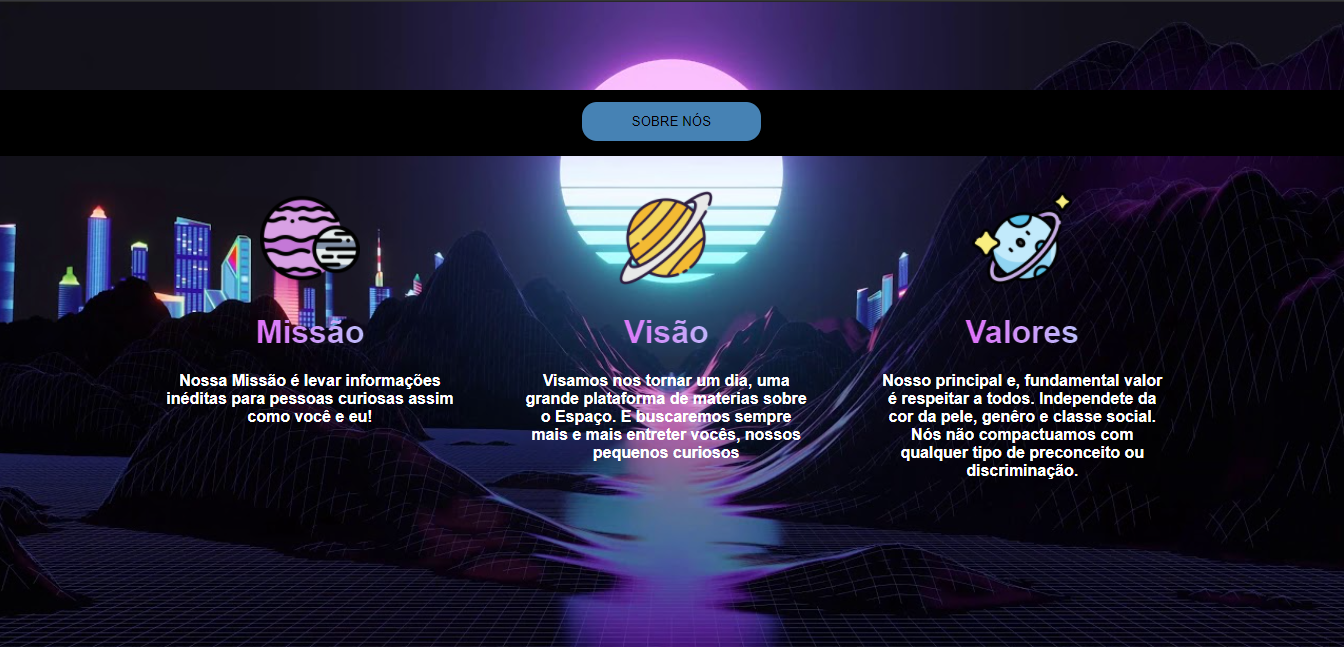 SOBRE NÓS
Missão
Nossa Missão é levar informações
inéditas para pessoas curiosas assim
como você e eu!
Visão
Visamos nos tornar um dia, uma
grande plataforma de materias sobre
o Espaço. E buscaremos sempre
mais e mais entreter vocês, nossos
pequenos curiosos
Valores
Nosso principal e, fundamental valor
é respeitar a todos. Independete da
cor da pele, genêro e classe social.
Nós não compactuamos com
qualquer tipo de preconceito ou
discriminação.